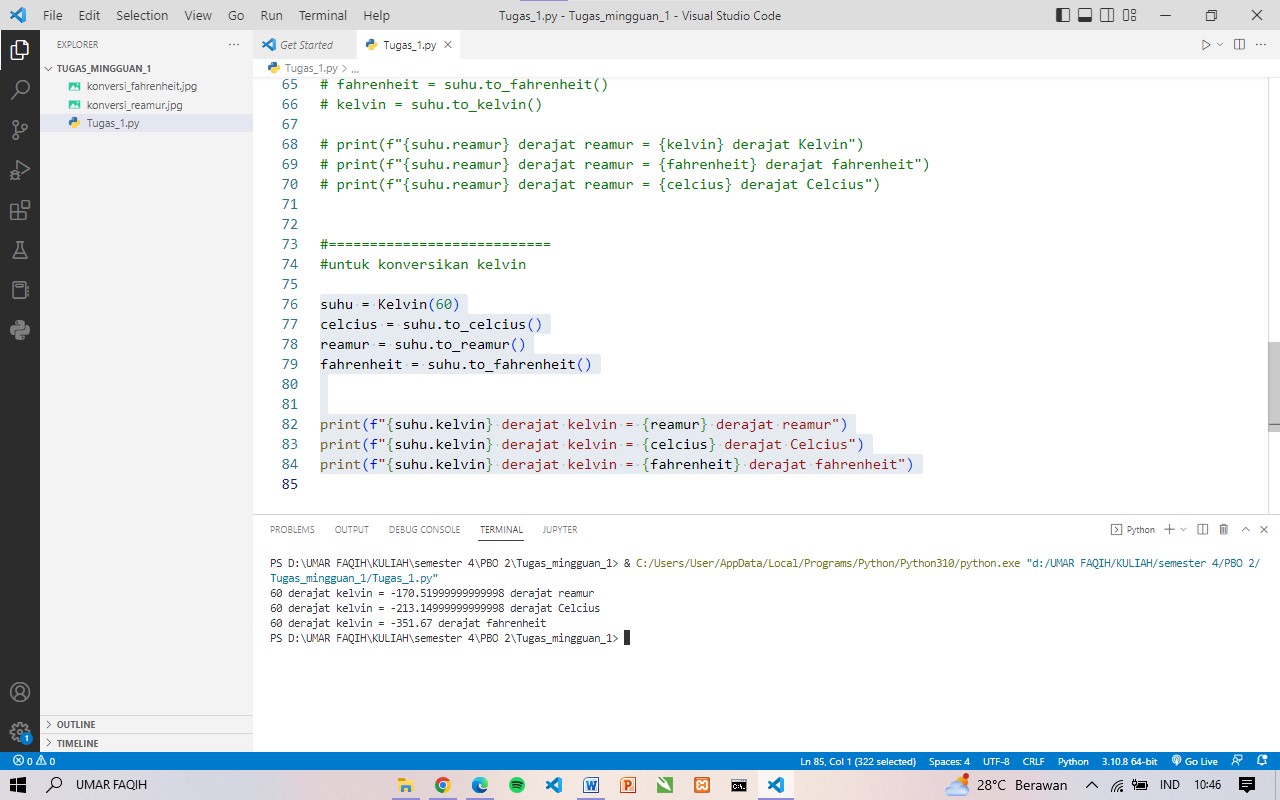 File Edit Selection View Go Run Terminal Help Tugas_1.py - Tugas_mingguan_1 - Visual Studio Code
EXPLORER
TUGAS_MINGGUAN_1
konversi_fahrenheit.jpg
konversi_reamur.jpg
Tugas_1.py
OUTLINE
TIMELINE
Get Started Tugas_1.py
Tugas_1.py > ...
65 # fahrenheit = suhu.to_fahrenheit()
66 # kelvin = suhu.to_kelvin()
67
68 # print(f"{suhu.reamur} derajat reamur = {kelvin} derajat Kelvin")
69 # print(f"{suhu.reamur} derajat reamur = {fahrenheit} derajat fahrenheit")
70 # print(f"{suhu.reamur} derajat reamur = {celcius} derajat Celcius")
71
72
73 #===========================
74 #untuk konversikan kelvin
75
76 suhu = Kelvin(60)
77 celcius = suhu.to_celcius()
78 reamur = suhu.to_reamur()
79 fahrenheit = suhu.to_fahrenheit()
80
81
82 print(f"{suhu.kelvin} derajat kelvin = {reamur} derajat reamur")
83 print(f"{suhu.kelvin} derajat kelvin = {celcius} derajat Celcius")
84 print(f"{suhu.kelvin} derajat kelvin = {fahrenheit} derajat fahrenheit")
85
PROBLEMS OUTPUT DEBUG CONSOLE TERMINAL JUPYTER Python
PS D:\UMAR FAQIH\KULIAH\semester 4\PBO 2\Tugas_mingguan_1> & C:/Users/User/AppData/Local/Programs/Python/Python310/python.exe "d:/UMAR FAQIH/KULIAH/semester 4/PBO 2/
Tugas_mingguan_1/Tugas_1.py"
60 derajat kelvin = -170.51999999999998 derajat reamur
60 derajat kelvin = -213.14999999999998 derajat Celcius
60 derajat kelvin = -351.67 derajat fahrenheit
PS D:\UMAR FAQIH\KULIAH\semester 4\PBO 2\Tugas_mingguan_1>
1
0 0 Ln 85, Col 1 (322 selected) Spaces: 4 UTF-8 CRLF Python 3.10.8 64-bit Go Live
UMAR FAQIH 28°C Berawan IND 10:46